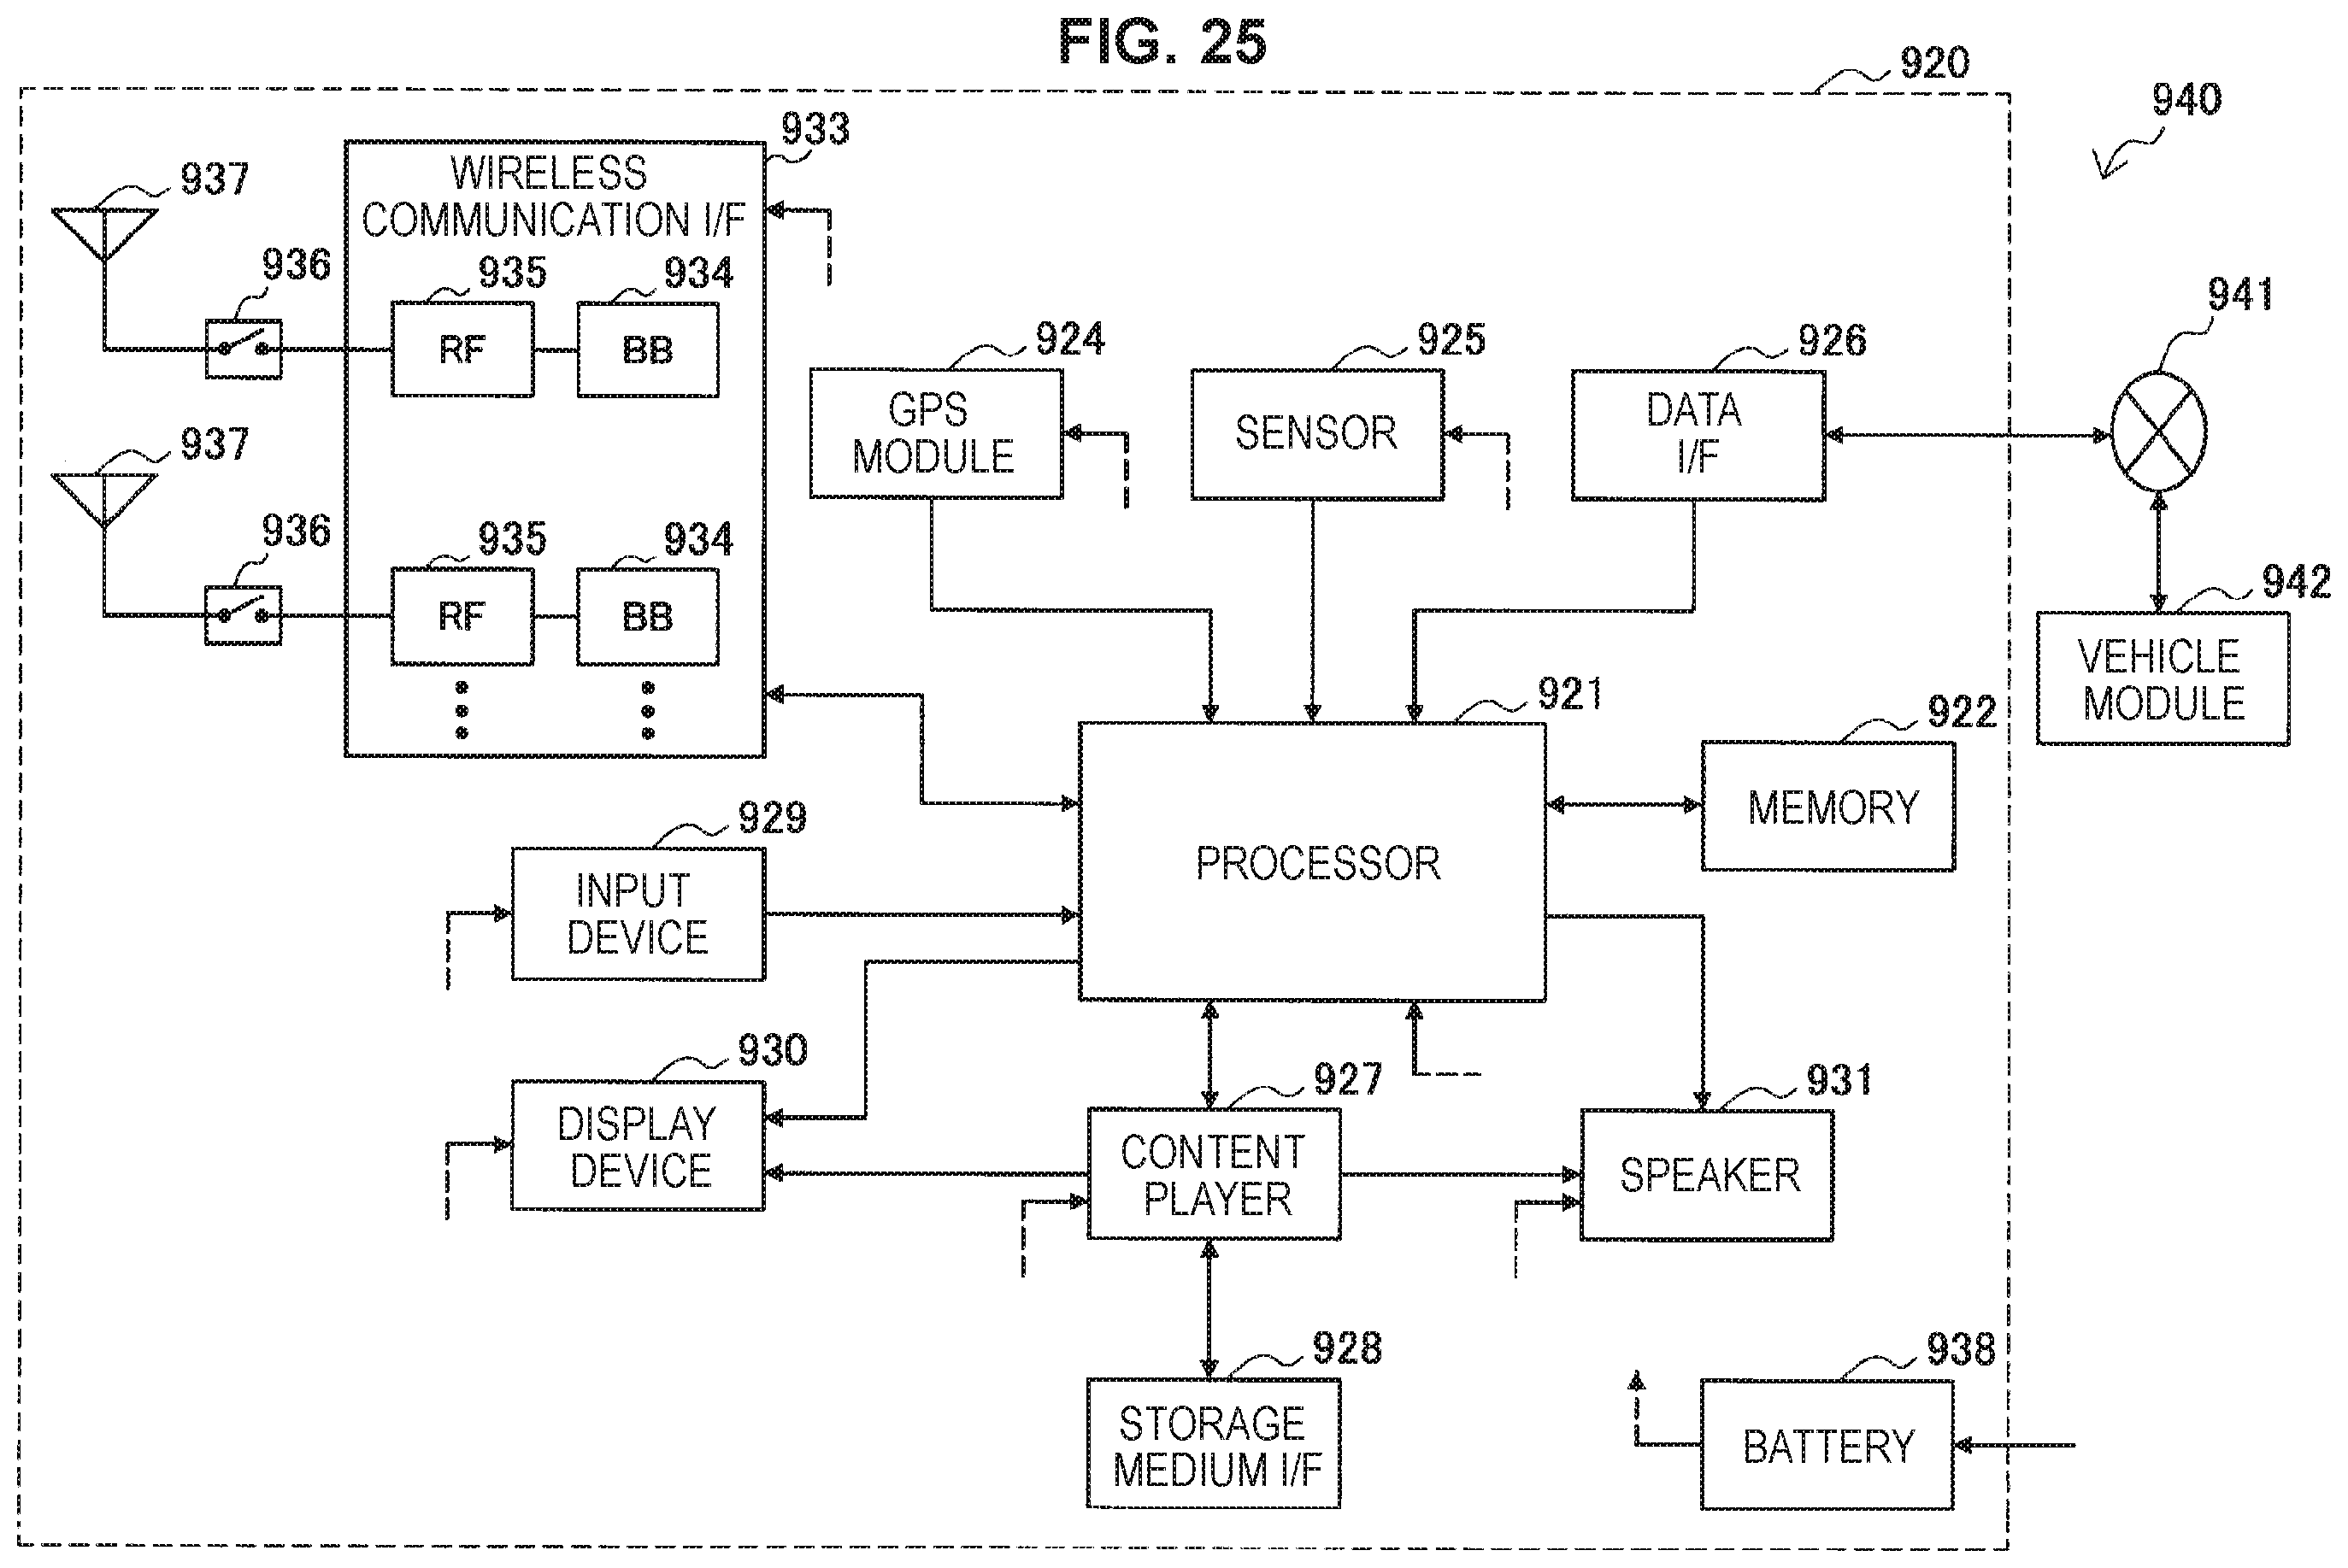 FIG. 25
920
940
933
WIRELESS
COMMUNICATION I/F
937
936
935
934
RF
BB
937
936
935
934
RF
BB
924
GPS
MODULE
925
SENSOR
926
DATA
I/F
941
942
VEHICLE
MODULE
921
PROCESSOR
922
MEMORY
929
INPUT
DEVICE
930
DISPLAY
DEVICE
927
CONTENT
PLAYER
931
SPEAKER
928
STORAGE
MEDIUM I/F
938
BATTERY